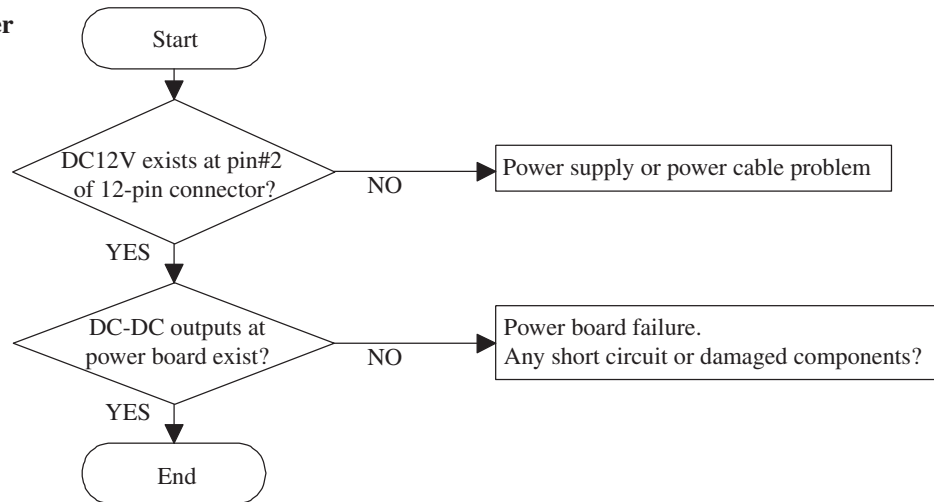 Start
DC12V exists at pin#2
of 12-pin connector?
NO
Power supply or power cable problem
YES
DC-DC outputs at
power board exist?
NO
Power board failure.
Any short circuit or damaged components?
YES
End